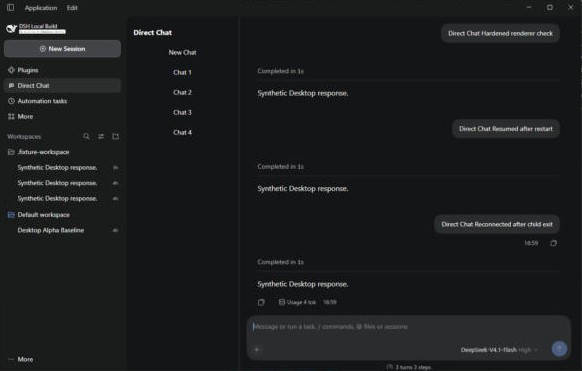 Application Edit
DSH Local Build
New Session
Plugins
Direct Chat
Automation tasks
More
Workspaces
.fixture-workspace
Synthetic Desktop response.
Synthetic Desktop response.
Synthetic Desktop response.
Default workspace
Desktop Alpha Baseline
More
Direct Chat
New Chat
Chat 1
Chat 2
Chat 3
Chat 4
Direct Chat Hardened renderer check
Completed in 1s
Synthetic Desktop response.
Direct Chat Resumed after restart
Completed in 1s
Synthetic Desktop response.
Direct Chat Reconnected after child exit
18:59
Completed in 1s
Synthetic Desktop response.
Usage 4 tok 18:59
Message or run a task, / commands, @ files or sessions
DeepSeek-V4.1-Flash High
3 turns 3 steps